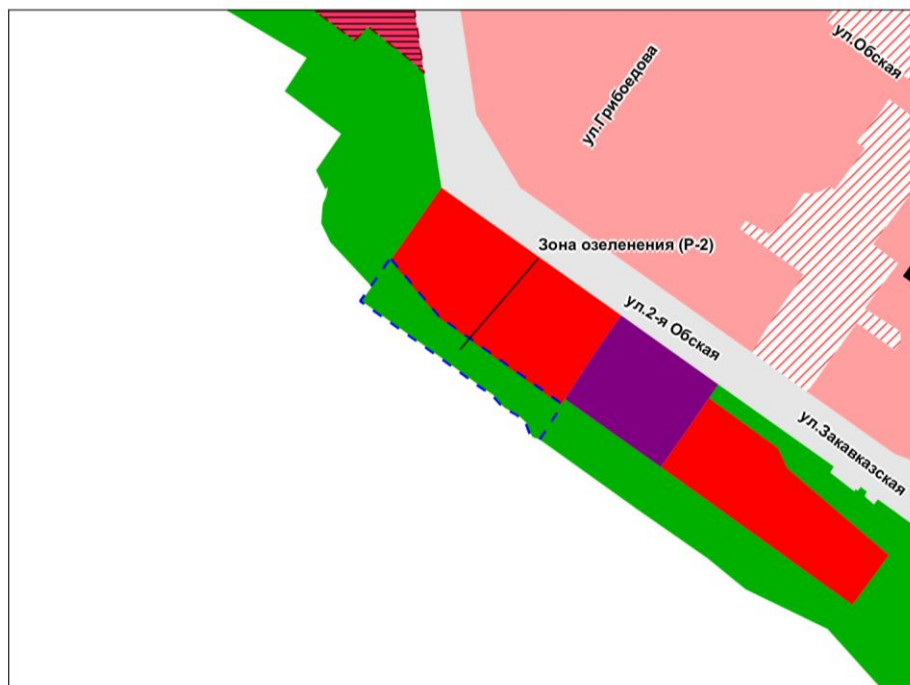 ул.Обская
ул.Грибоедова
Зона озеленения (Р-2)
ул.2-я Обская
ул.Закавказская